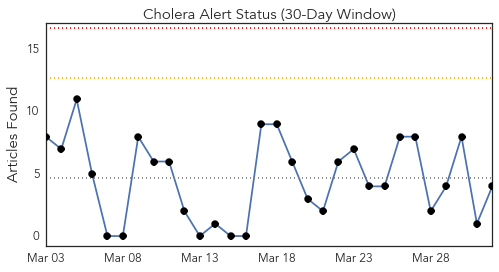 Cholera Alert Status (30-Day Window)
15
10
5
0
Articles Found
Mar 03 Mar 08 Mar 13 Mar 18 Mar 23 Mar 28